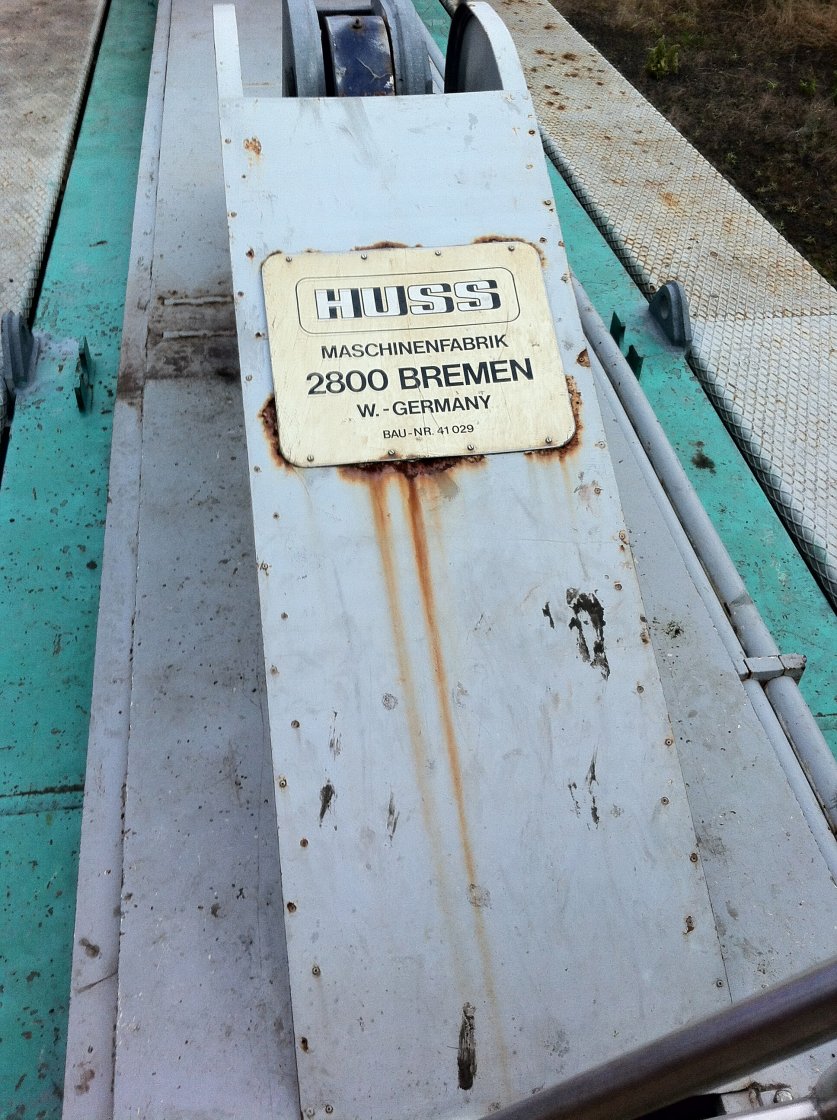 HUSS
MASCHINENFABRIK
2800 BREMEN
W.-GERMANY
BAU-NR. 41029